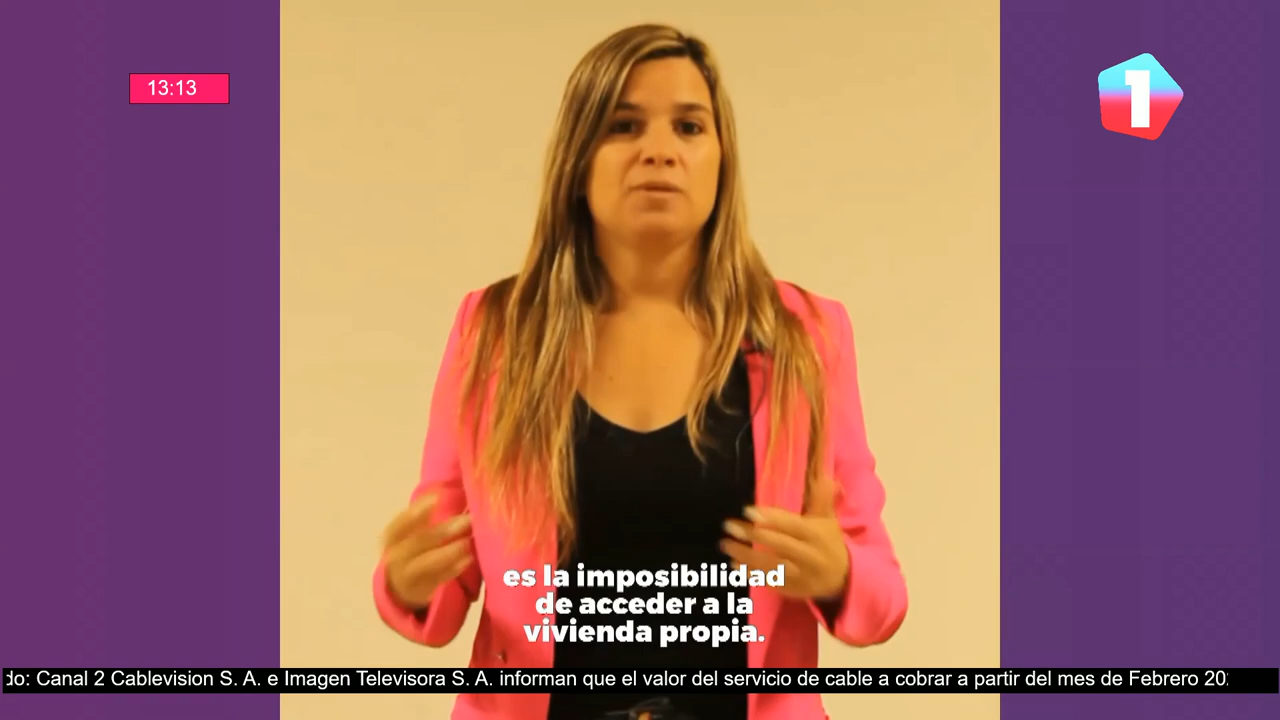 13:13
1
es la imposibilidad
de acceder a la
vivienda propia.
do: Canal 2 Cablevision S. A. e Imagen Televisora S. A. informan que el valor del servicio de cable a cobrar a partir del mes de Febrero